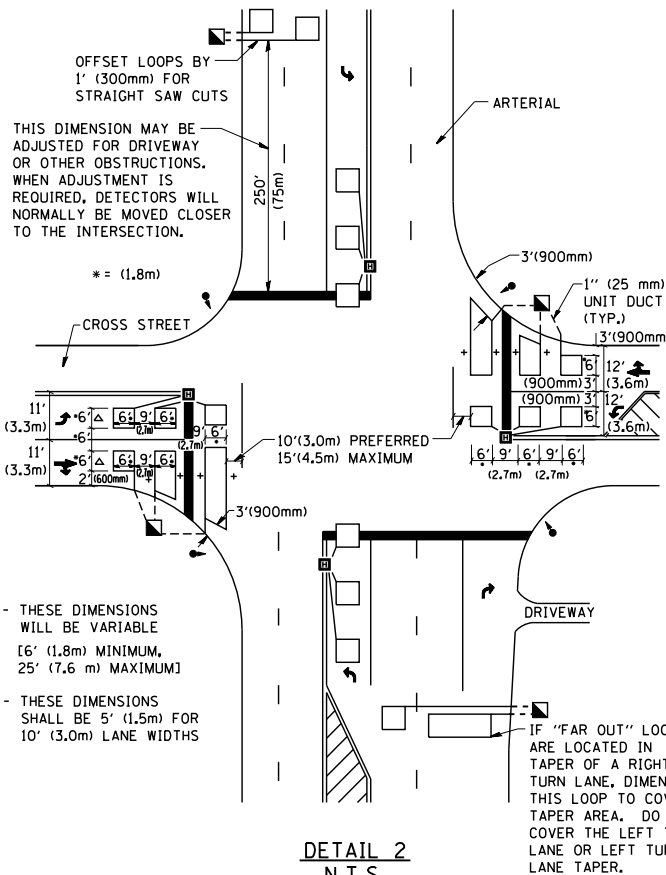 OFFSET LOOPS BY
1' (300mm) FOR
STRAIGHT SAW CUTS
THIS DIMENSION MAY BE
ADJUSTED FOR DRIVEWAY
OR OTHER OBSTRUCTIONS.
WHEN ADJUSTMENT IS
REQUIRED, DETECTORS WILL
NORMALLY BE MOVED CLOSER
TO THE INTERSECTION.
250'
(75m)
* = (1.8m)
ARTERIAL
3'(900mm)
1'' (25 mm)
UNIT DUCT
(TYP.)
CROSS STREET
3'(900mm
6'
12'
(3.6m)
(900mm) 3'
(900mm) 3'
6'
12'
(3.6m)
6' 9' 6' 9' 6'
(2.7m) (2.7m)
10'(3.0m) PREFERRED
15'(4.5m) MAXIMUM
11'
(3.3m)
*6'
6' 9' 6'
(2.7m)
9' 6'
(2.7m)
*6'
11'
(3.3m)
*6'
6' 9' 6'
(2.7m)
2' (600mm)
3'(900mm)
H
H
H
H
- THESE DIMENSIONS
WILL BE VARIABLE
[6' (1.8m) MINIMUM,
25' (7.6 m) MAXIMUM]
- THESE DIMENSIONS
SHALL BE 5' (1.5m) FOR
10' (3.0m) LANE WIDTHS
DRIVEWAY
IF "FAR OUT" LOO
ARE LOCATED IN
TAPER OF A RIGHT
TURN LANE, DIMEN
THIS LOOP TO COV
TAPER AREA. DO
COVER THE LEFT T
LANE OR LEFT TU
LANE TAPER.
DETAIL 2
N.T.S.